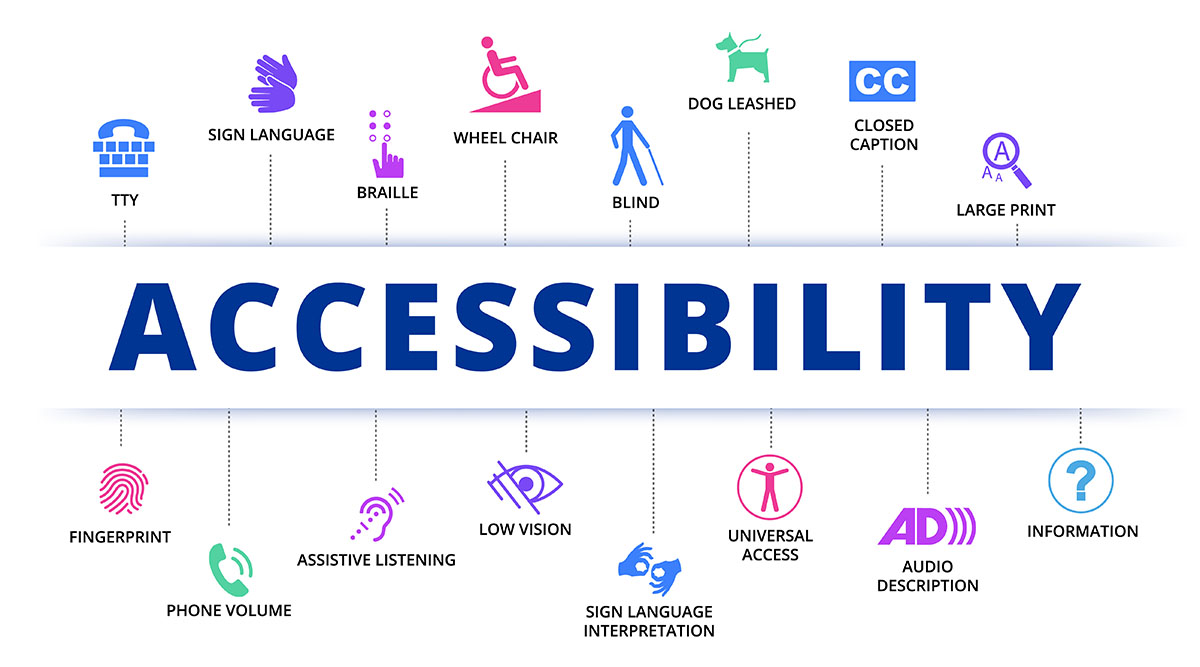 TTY
SIGN LANGUAGE
BRAILLE
WHEEL CHAIR
BLIND
DOG LEASHED
CC
CLOSED
CAPTION
A
A A
LARGE PRINT
ACCESSIBILITY
FINGERPRINT
PHONE VOLUME
ASSISTIVE LISTENING
LOW VISION
SIGN LANGUAGE
INTERPRETATION
UNIVERSAL
ACCESS
AD
AUDIO
DESCRIPTION
?
INFORMATION